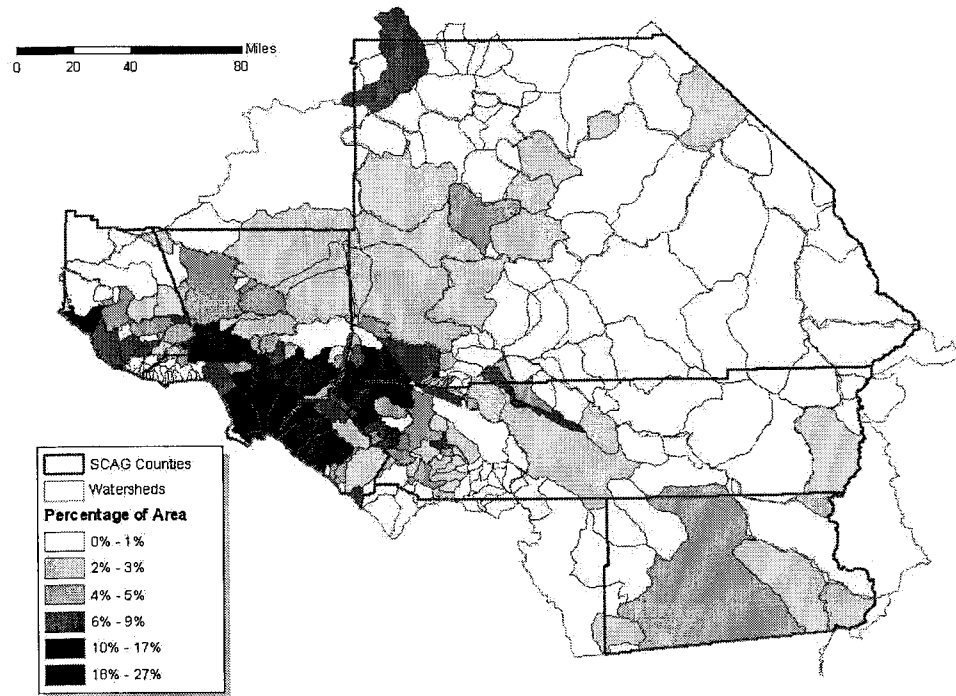 Miles
0 20 40 80
SCAG Counties
Watersheds
Percentage of Area
0% - 1%
2% - 3%
4% - 5%
6% - 9%
10% - 17%
18% - 27%